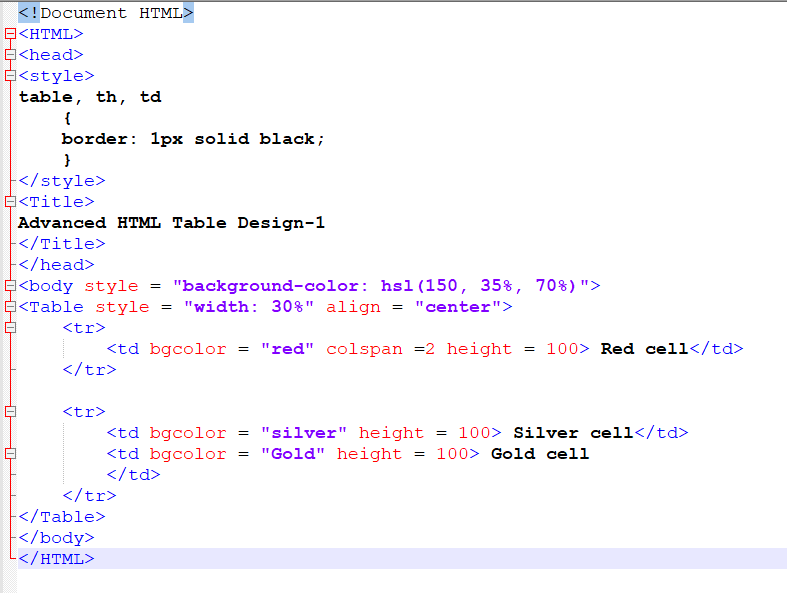 <!Document HTML>
<HTML>
<head>
<style>
table, th, td
    {
    border: 1px solid black;
    }
</style>
<Title>
Advanced HTML Table Design-1
</Title>
</head>
<body style = "background-color: hsl(150, 35%, 70%)">
<Table style = "width: 30%" align = "center">
    <tr>
        <td bgcolor = "red" colspan =2 height = 100> Red cell</td>
    </tr>

    <tr>
        <td bgcolor = "silver" height = 100> Silver cell</td>
        <td bgcolor = "Gold" height = 100> Gold cell
        </td>
    </tr>
</Table>
</body>
</HTML>